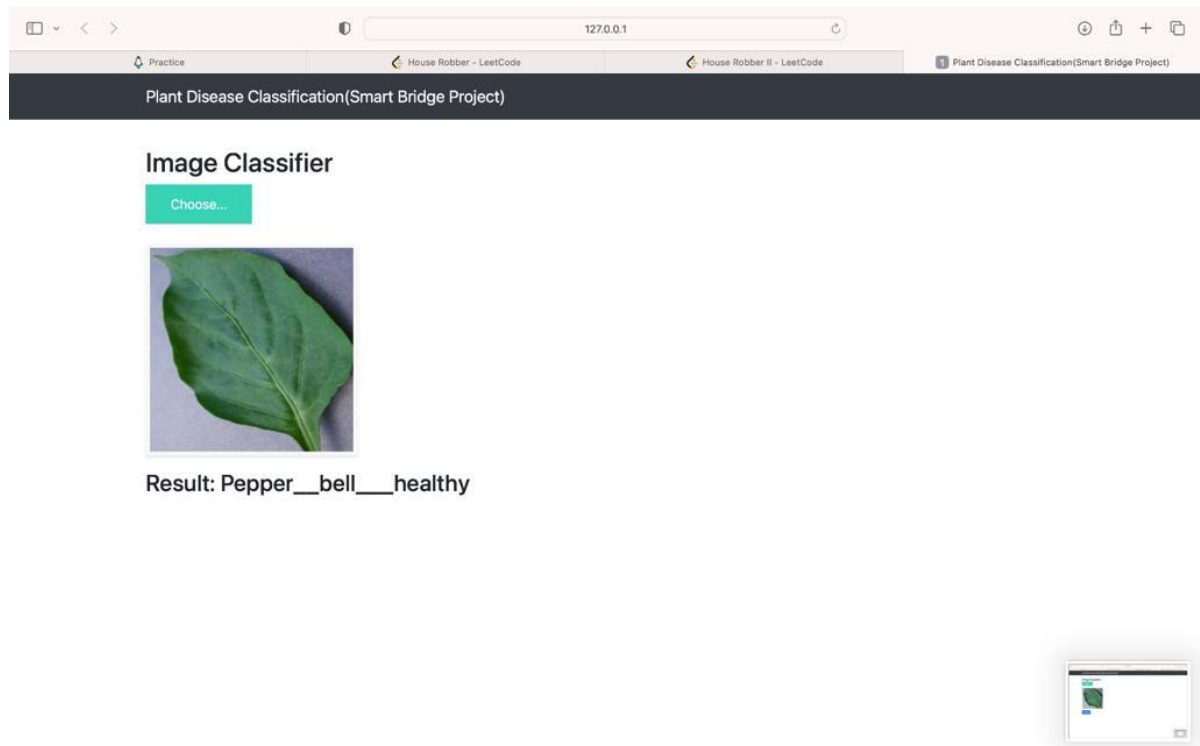 127.0.0.1
Practice
House Robber - LeetCode
House Robber II - LeetCode
1 Plant Disease Classification(Smart Bridge Project)
Plant Disease Classification(Smart Bridge Project)
Image Classifier
Choose...
Result: Pepper__bell___healthy